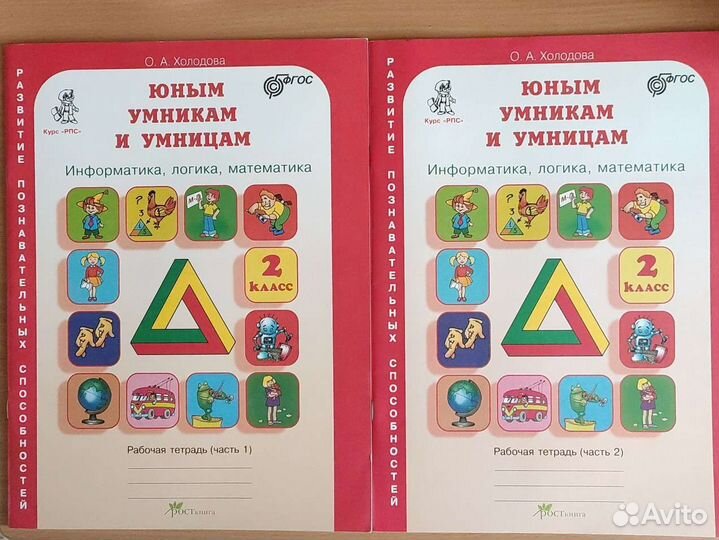 О. А. Холодова
ЮНЫМ
УМНИКАМ
И УМНИЦАМ
ФГОС
Курс «РПС»
Информатика, логика, математика
РАЗВИТИЕ ПОЗНАВАТЕЛЬНЫХ СПОСОБНОСТЕЙ
?
3
М-О
2
КЛАСС
Рабочая тетрадь (часть 1)
РОСТкнига
О. А. Холодова
ЮНЫМ
УМНИКАМ
И УМНИЦАМ
ФГОС
Курс «РПС»
Информатика, логика, математика
РАЗВИТИЕ ПОЗНАВАТЕЛЬНЫХ СПОСОБНОСТЕЙ
?
3
М-О
2
КЛАСС
Рабочая тетрадь (часть 2)
РОСТкнига
Avito